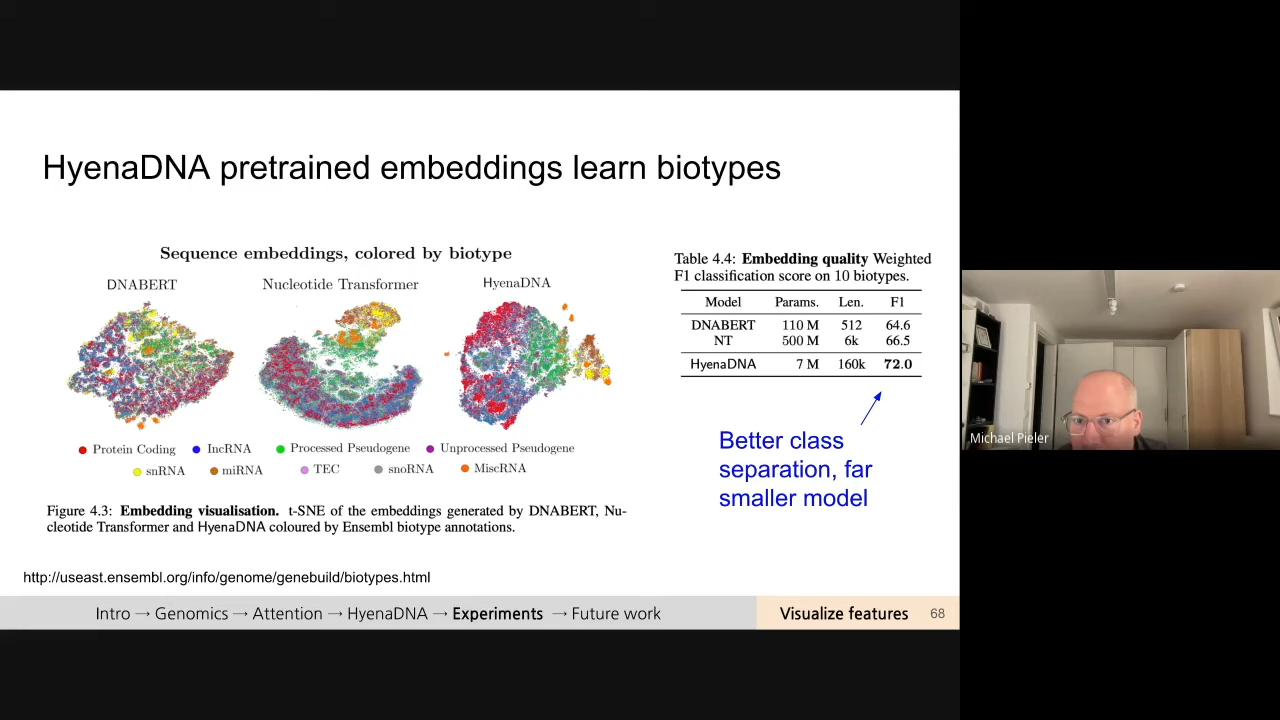 HyenaDNA pretrained embeddings learn biotypes
Sequence embeddings, colored by biotype
DNABERT
Nucleotide Transformer
HyenaDNA
Protein Coding
lncRNA
Processed Pseudogene
Unprocessed Pseudogene
snRNA
miRNA
TEC
snoRNA
MiscRNA
Figure 4.3: Embedding visualisation. t-SNE of the embeddings generated by DNABERT, Nu-
cleotide Transformer and HyenaDNA coloured by Ensembl biotype annotations.
Table 4.4: Embedding quality Weighted
F1 classification score on 10 biotypes.
Model Params. Len. F1
DNABERT 110 M 512 64.6
NT 500 M 6k 66.5
HyenaDNA 7 M 160k 72.0
Better class
separation, far
smaller model
http://useast.ensembl.org/info/genome/genebuild/biotypes.html
Intro → Genomics → Attention → HyenaDNA → Experiments → Future work
Visualize features 68
Michael Pieler